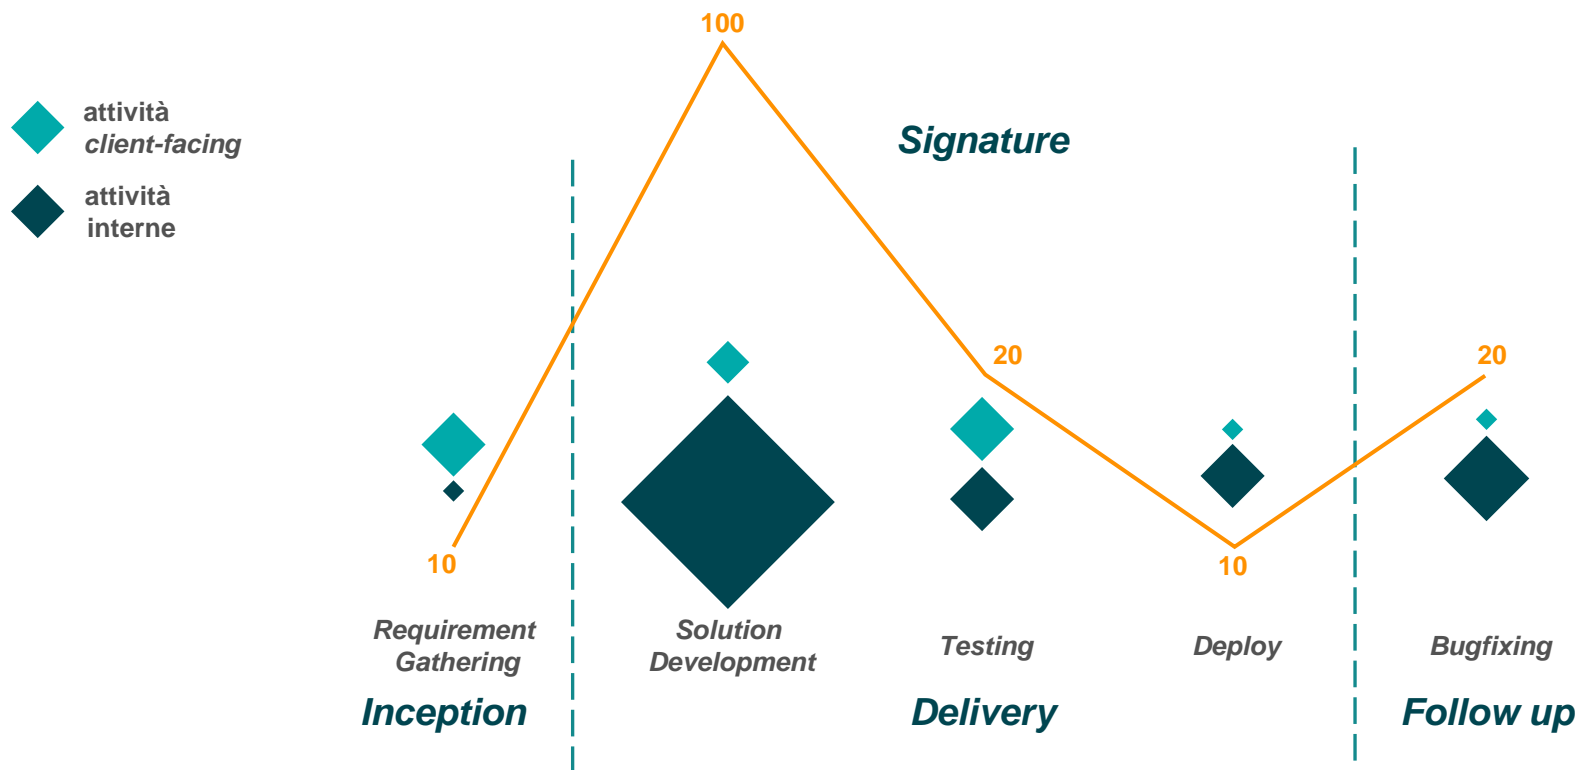 100
attività
client-facing
attività
interne
Signature
20
20
10
10
Requirement
Gathering
Solution
Development
Testing
Deploy
Bugfixing
Inception
Delivery
Follow up